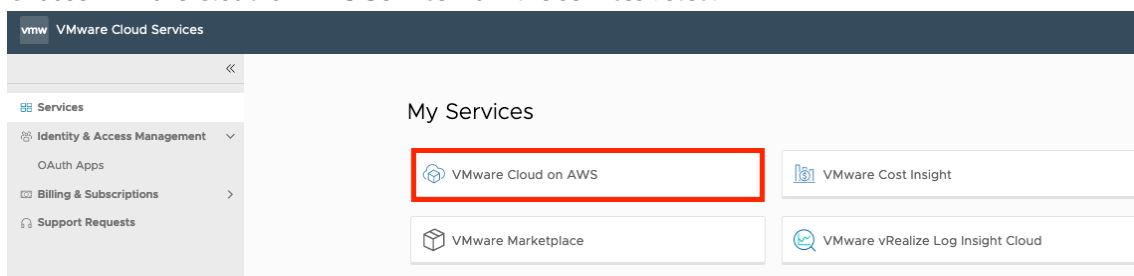 vmw VMware Cloud Services
Services
Identity & Access Management
OAuth Apps
Billing & Subscriptions
Support Requests
My Services
VMware Cloud on AWS
VMware Cost Insight
VMware Marketplace
VMware vRealize Log Insight Cloud